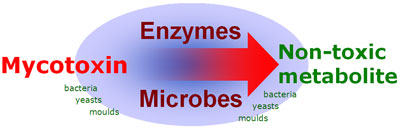 Enzymes
Mycotoxin
bacteria
yeasts
moulds
Microbes
Non-toxic
metabolite
bacteria
yeasts
moulds